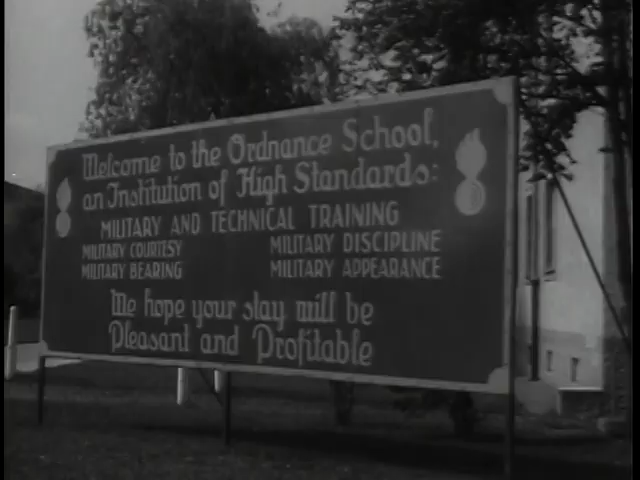 Welcome to the Ordnance School,
an Institution of High Standards:
MILITARY AND TECHNICAL TRAINING
MILITARY COURTESY MILITARY DISCIPLINE
MILITARY BEARING MILITARY APPEARANCE
We hope your stay will be
Pleasant and Profitable